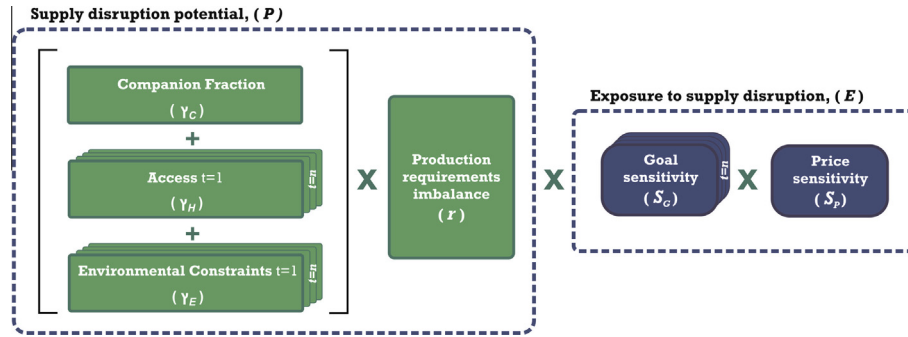 Supply disruption potential, (P)
Companion Fraction
(γC)
+
Access t=1
(γH)
t=n
+
Environmental Constraints t=1
(γE)
t=n
X
Production
requirements
imbalance
(r)
X
Exposure to supply disruption, (E)
Goal
sensitivity
(SG)
t=n
X
Price
sensitivity
(SP)